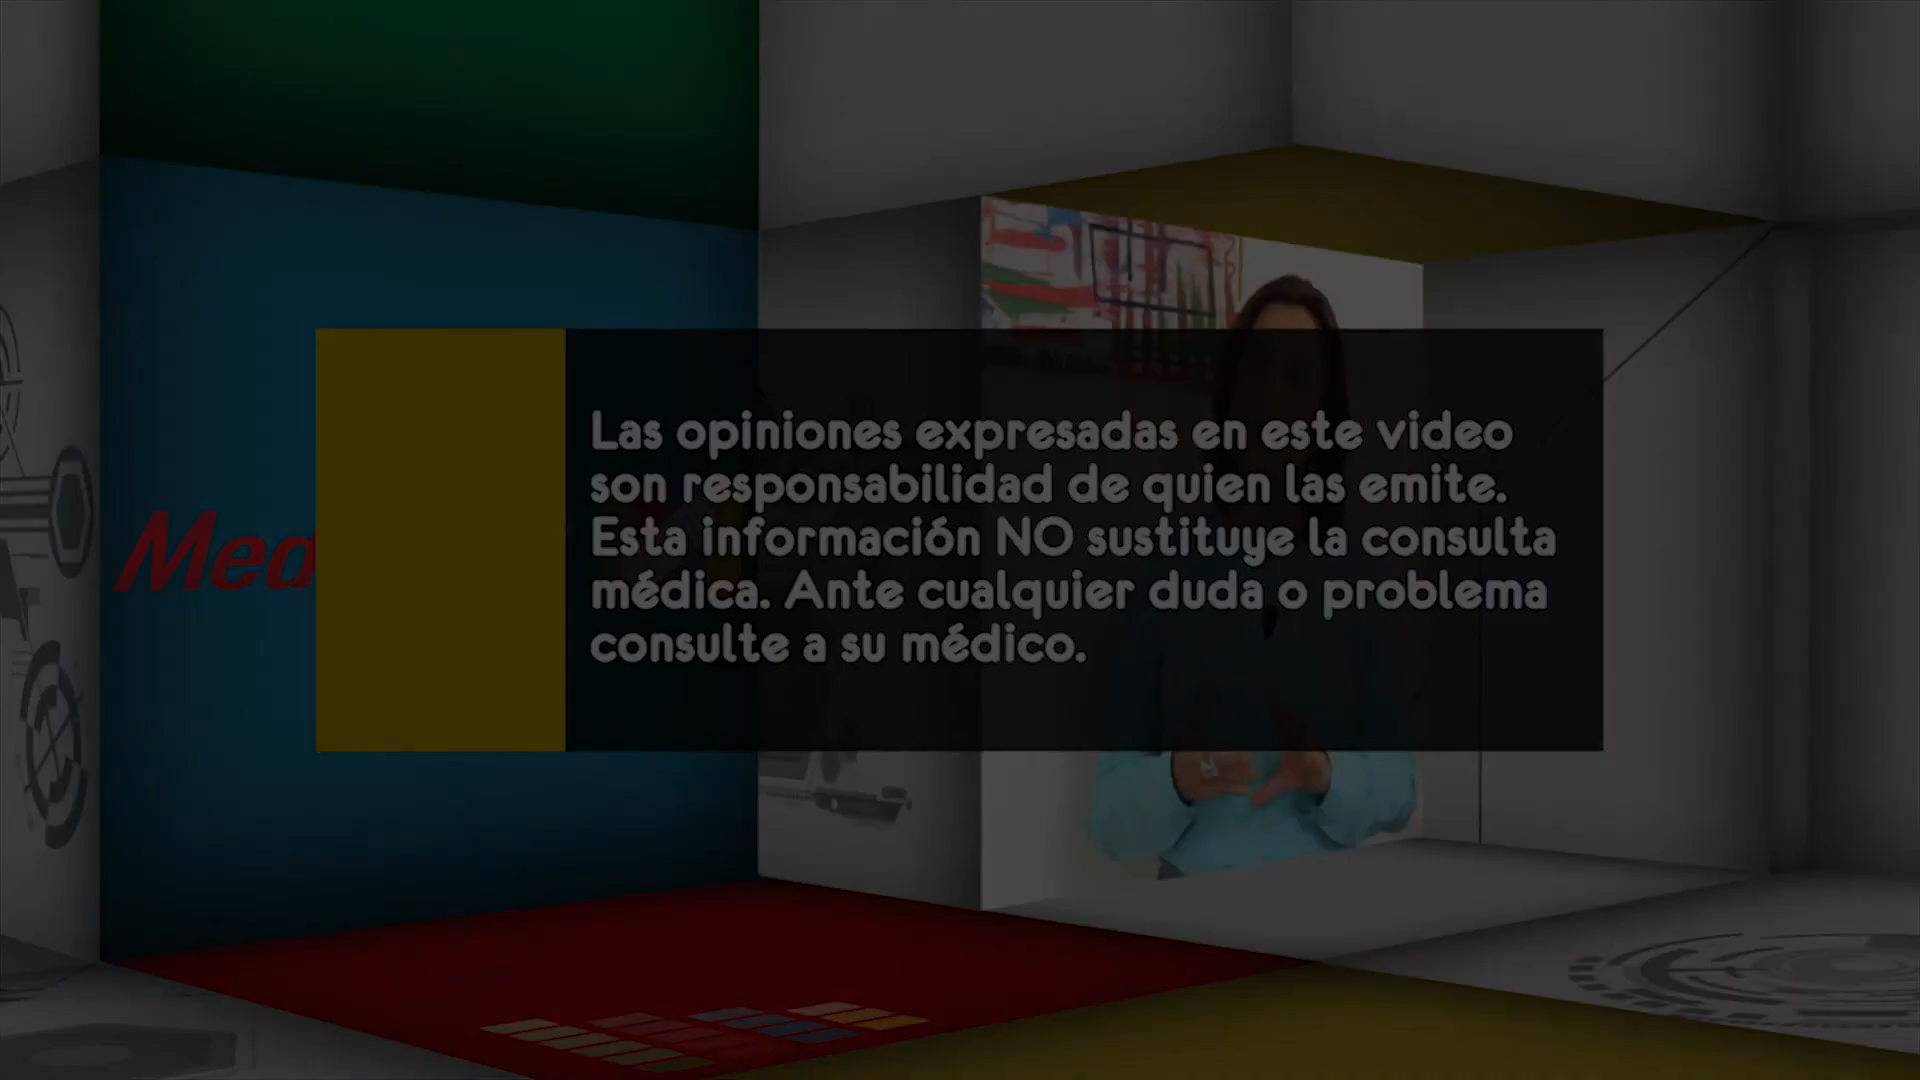 Las opiniones expresadas en este video
son responsabilidad de quien las emite.
Esta información NO sustituye la consulta
médica. Ante cualquier duda o problema
consulte a su médico.
Med